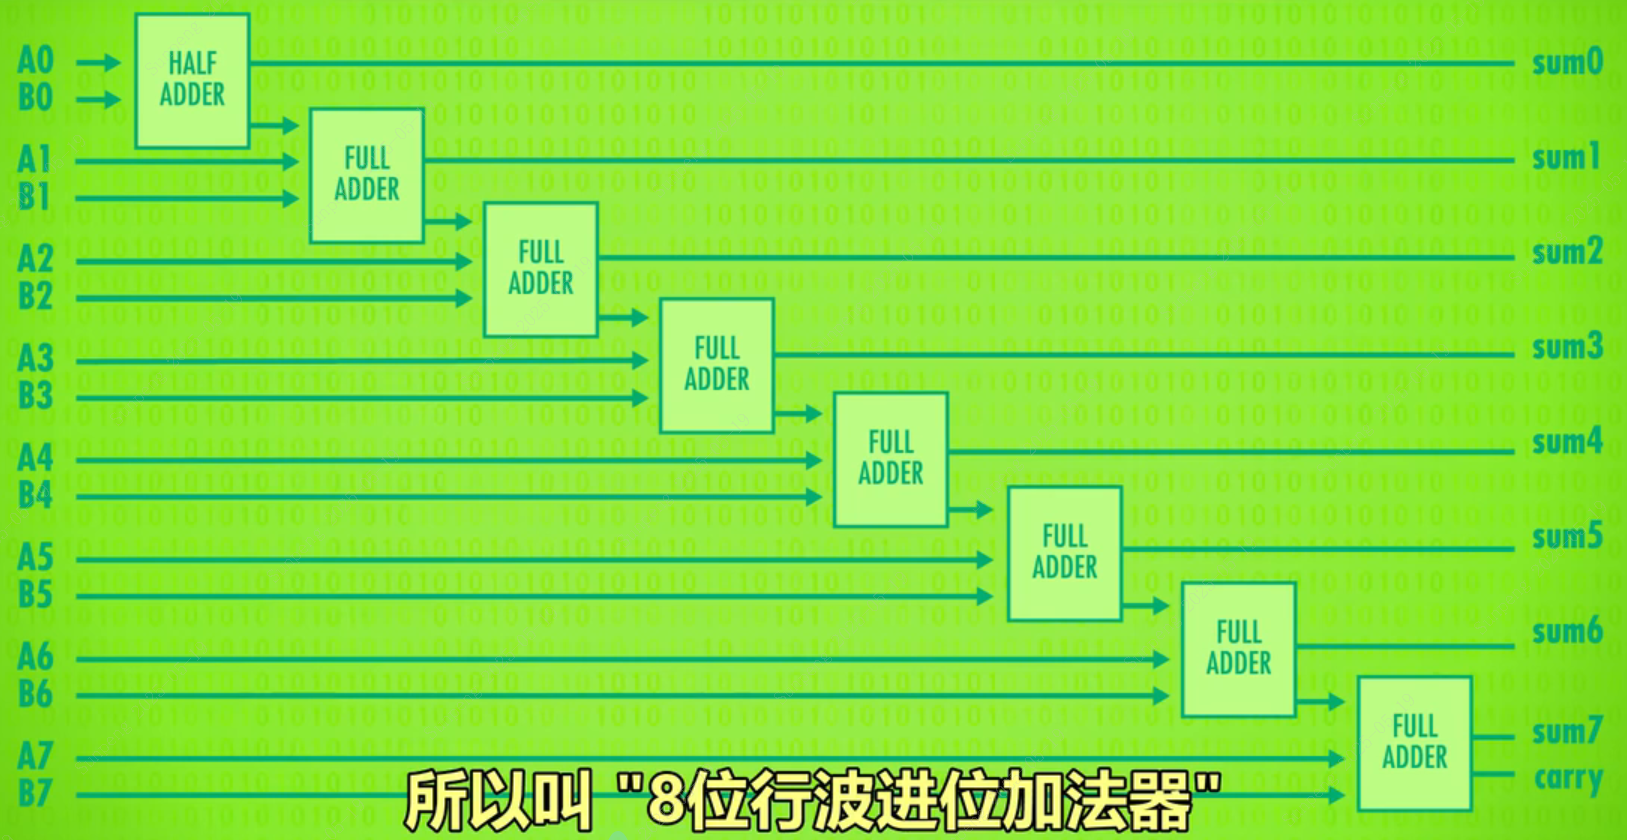 A0
B0
HALF
ADDER
sum0
A1
B1
FULL
ADDER
sum1
A2
B2
FULL
ADDER
sum2
A3
B3
FULL
ADDER
sum3
A4
B4
FULL
ADDER
sum4
A5
B5
FULL
ADDER
sum5
A6
B6
FULL
ADDER
sum6
A7
B7
FULL
ADDER
sum7
carry
所以叫 "8位行波进位加法器"